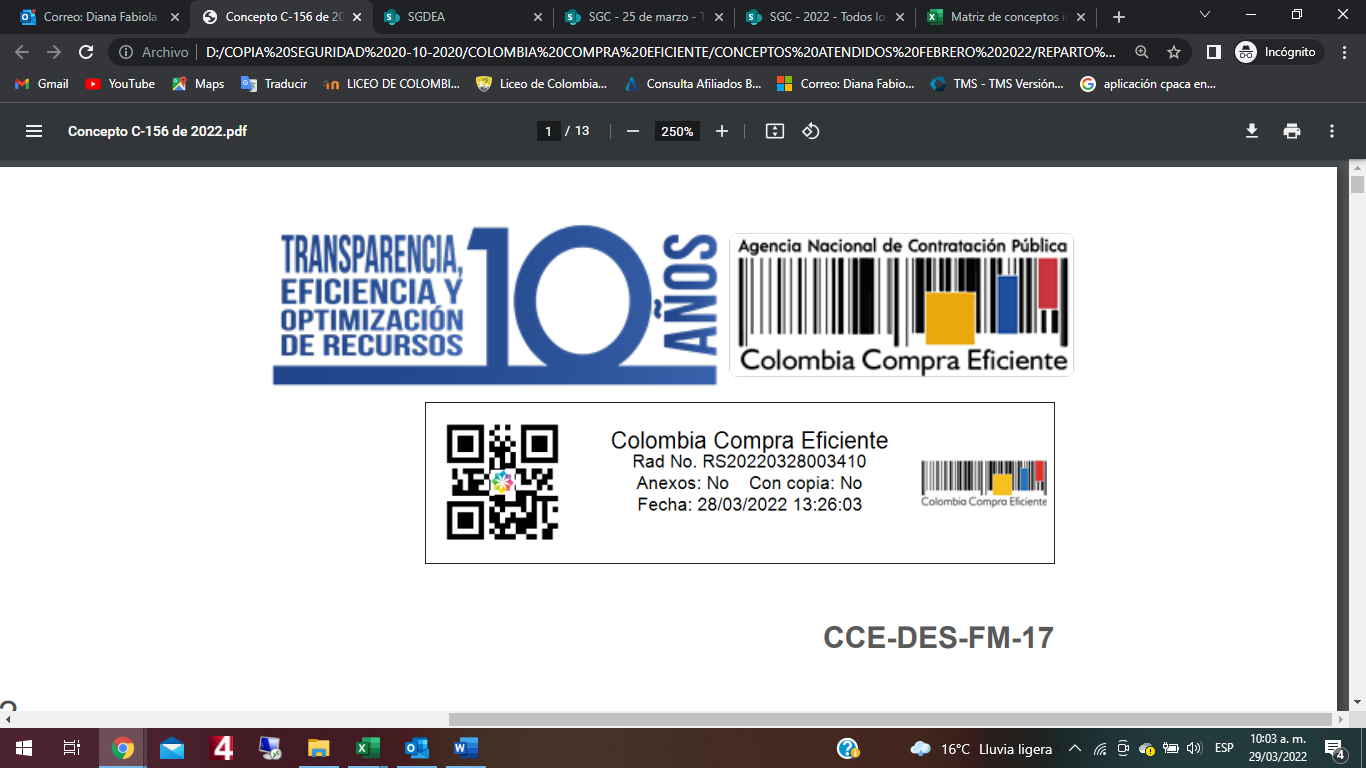 Correo: Diana Fabiola
Concepto C-156 de 20
SGDEA
SGC - 25 de marzo - T
SGC - 2022 - Todos lo
Matriz de conceptos i
Archivo
D:/COPIA%20SEGURIDAD%2020-10-2020/COLOMBIA%20COMPRA%20EFICIENTE/CONCEPTOS%20ATENDIDOS%20FEBRERO%202022/REPARTO%...
Incógnito
Gmail
YouTube
Maps
Traducir
LICEO DE COLOMBI...
Liceo de Colombia...
Consulta Afiliados B...
Correo: Diana Fabio...
TMS - TMS Versión...
aplicación cpaca en...
Concepto C-156 de 2022.pdf
1 / 13
250%
TRANSPARENCIA,
EFICIENCIA Y
OPTIMIZACIÓN
DE RECURSOS
10
AÑOS
Agencia Nacional de Contratación Pública
Colombia Compra Eficiente
Colombia Compra Eficiente
Rad No. RS20220328003410
Anexos: No Con copia: No
Fecha: 28/03/2022 13:26:03
Colombia Compra Eficiente
CCE-DES-FM-17
4
16°C Lluvia ligera
ESP
10:03 a. m.
29/03/2022
4